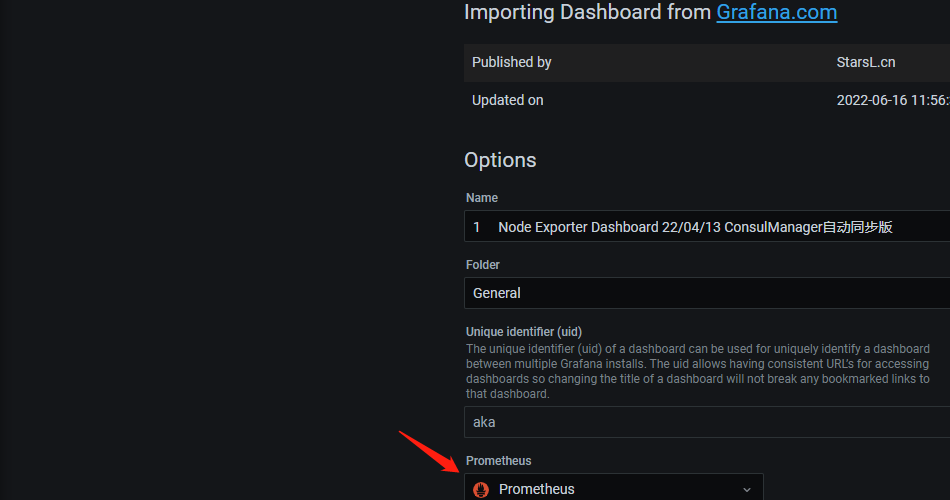 Importing Dashboard from Grafana.com
Published by StarsL.cn
Updated on 2022-06-16 11:56:
Options
Name
1 Node Exporter Dashboard 22/04/13 ConsulManager自动同步版
Folder
General
Unique identifier (uid)
The unique identifier (uid) of a dashboard can be used for uniquely identify a dashboard
between multiple Grafana installs. The uid allows having consistent URL's for accessing
dashboards so changing the title of a dashboard will not break any bookmarked links to
that dashboard.
aka
Prometheus
Prometheus